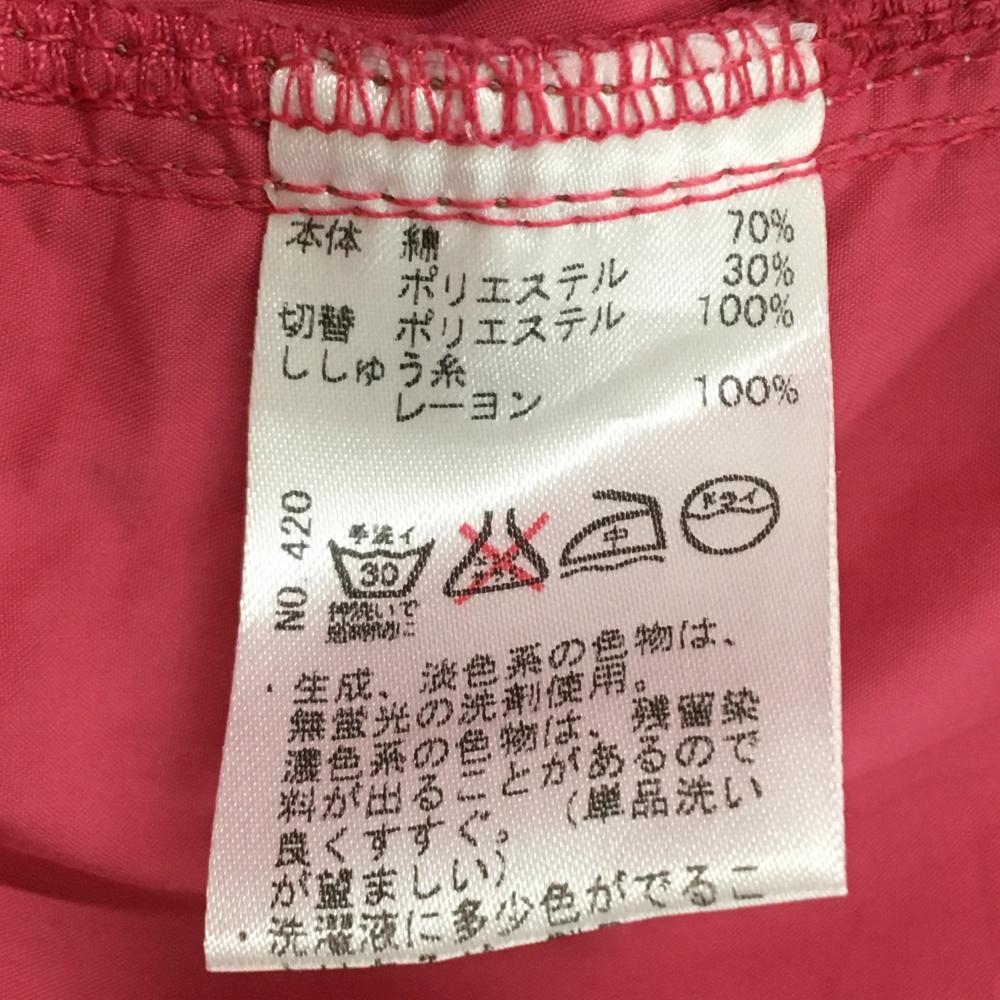 本体 綿 70%
ポリエステル 30%
切替 ポリエステル 100%
ししゅう糸
レーヨン 100%
NO 420
手洗イ
30
中
ドライ
・生成、淡色系の色物は、
無蛍光の洗剤使用。
濃色系の色物は、残留染
料が出ることがあるので
良くすすぐ。（単品洗い
が望ましい）
・洗濯液に多少色がでるこ